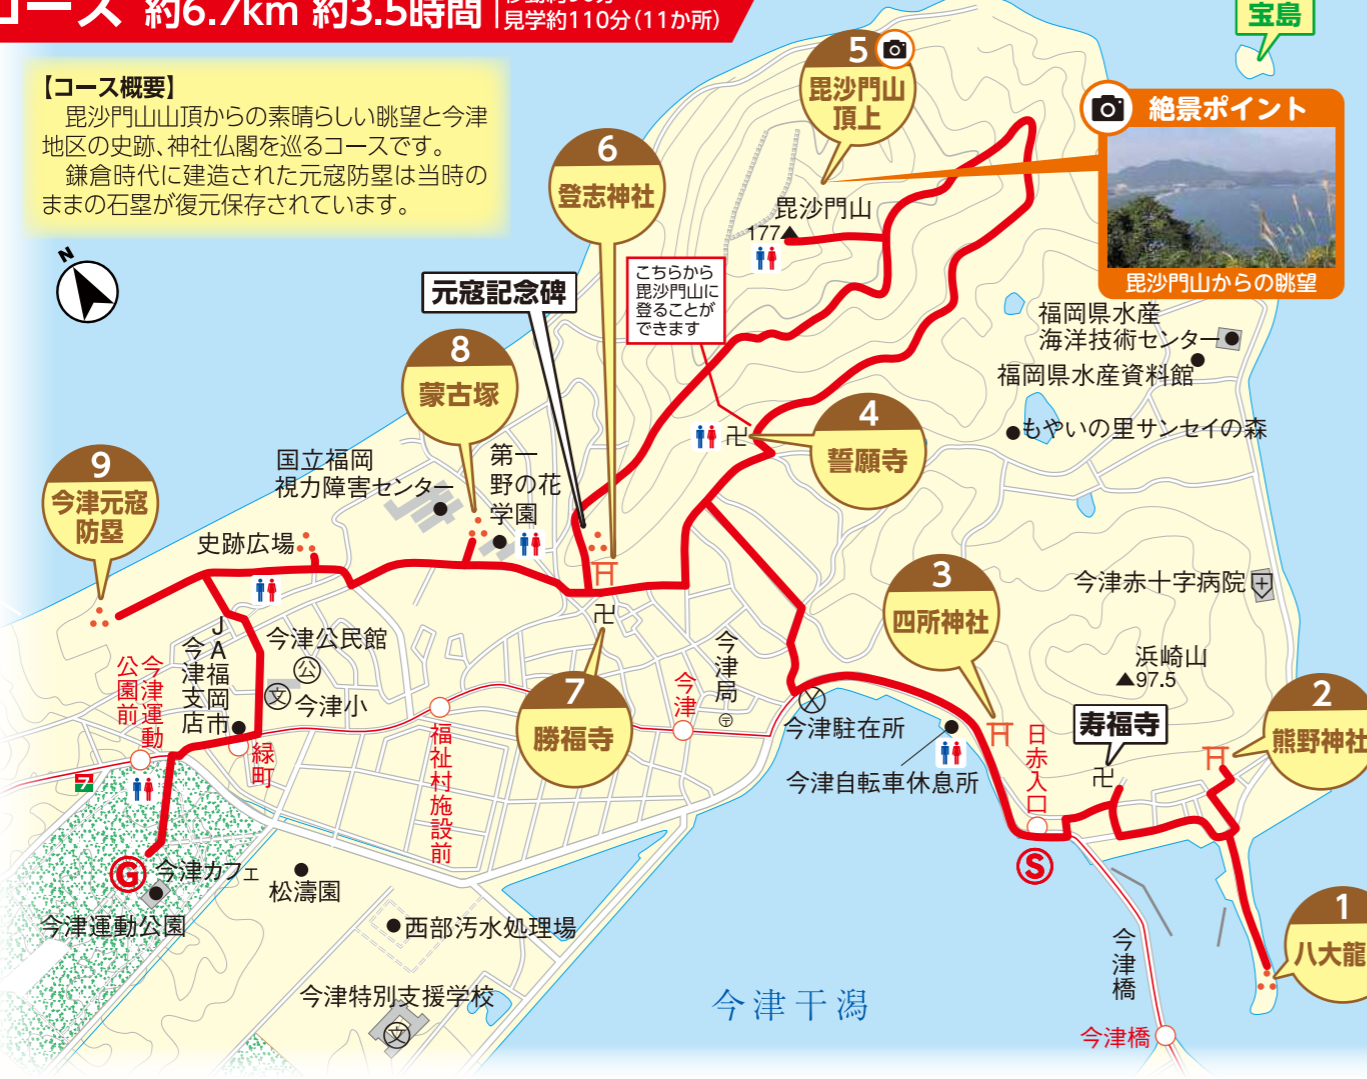 コース 約6.7km 約3.5時間
見学約110分(11か所)
宝島
【コース概要】
毘沙門山山頂からの素晴らしい眺望と今津
地区の史跡、神社仏閣を巡るコースです。
鎌倉時代に建造された元寇防塁は当時の
ままの石塁が復元保存されています。
N
5
毘沙門山
頂上
絶景ポイント
毘沙門山からの眺望
6
登志神社
毘沙門山
177
こちらから
毘沙門山に
登ることが
できます
元寇記念碑
8
蒙古塚
福岡県水産
海洋技術センター
福岡県水産資料館
もやいの里サンセイの森
4
誓願寺
9
今津元寇
防塁
国立福岡
視力障害センター
第一
野の花
学園
史跡広場
3
四所神社
今津赤十字病院
浜崎山
97.5
2
熊野神社
寿福寺
日赤入口
S
今津駐在所
今津自転車休息所
今津局
今津
7
勝福寺
今津公民館
公
文
今津小
JA福岡市
今津支店
今津運動
公園前
緑町
福祉村施設前
7
G
今津カフェ
松濤園
今津運動公園
西部汚水処理場
今津特別支援学校
文
今津干潟
今津橋
今津橋
1
八大龍